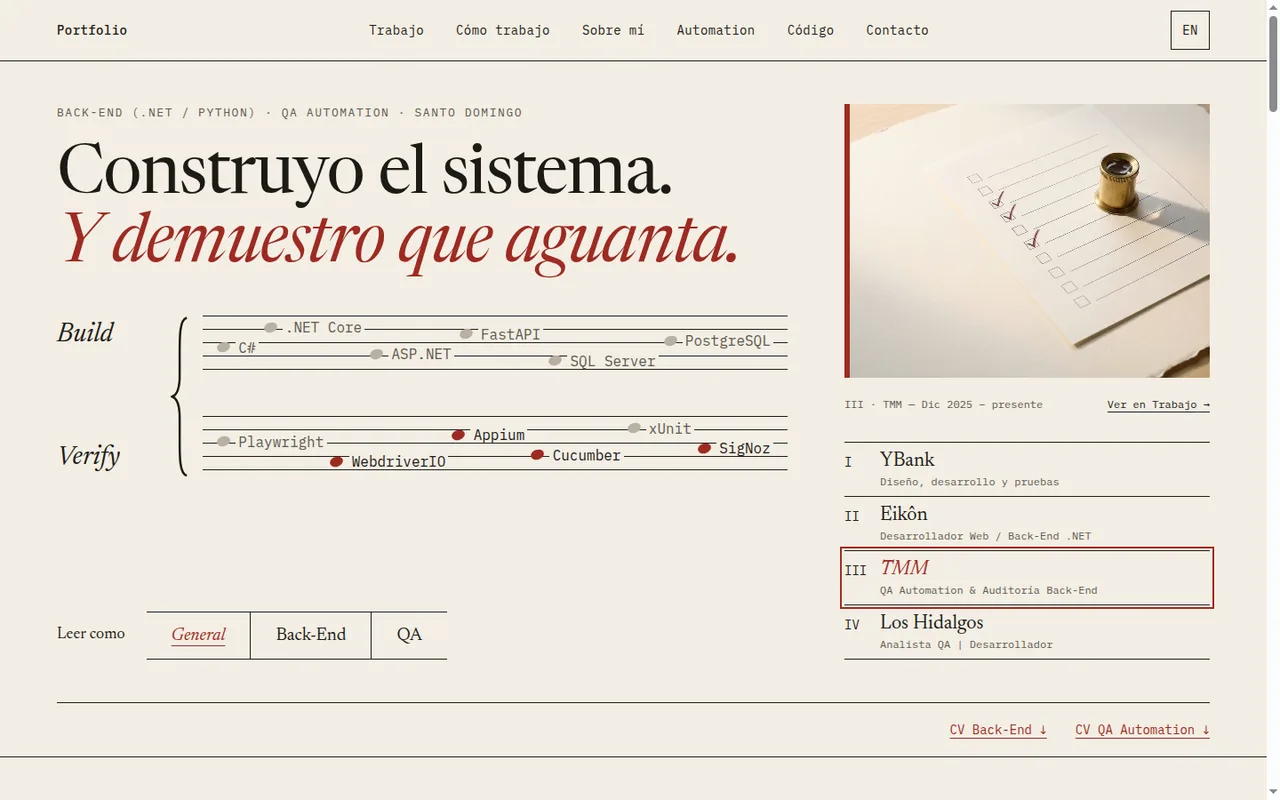 Portfolio
Trabajo Cómo trabajo Sobre mí Automation Código Contacto
EN
BACK-END (.NET / PYTHON) · QA AUTOMATION · SANTO DOMINGO
Construyo el sistema.
Y demuestro que aguanta.
Build
.NET Core
FastAPI
PostgreSQL
C#
ASP.NET
SQL Server
Verify
Playwright
Appium
xUnit
WebdriverIO
Cucumber
SigNoz
Leer como
General
Back-End
QA
III · TMM — Dic 2025 – presente
Ver en Trabajo →
I YBank
Diseño, desarrollo y pruebas
II Eikôn
Desarrollador Web / Back-End .NET
III TMM
QA Automation & Auditoría Back-End
IV Los Hidalgos
Analista QA | Desarrollador
CV Back-End ↓
CV QA Automation ↓